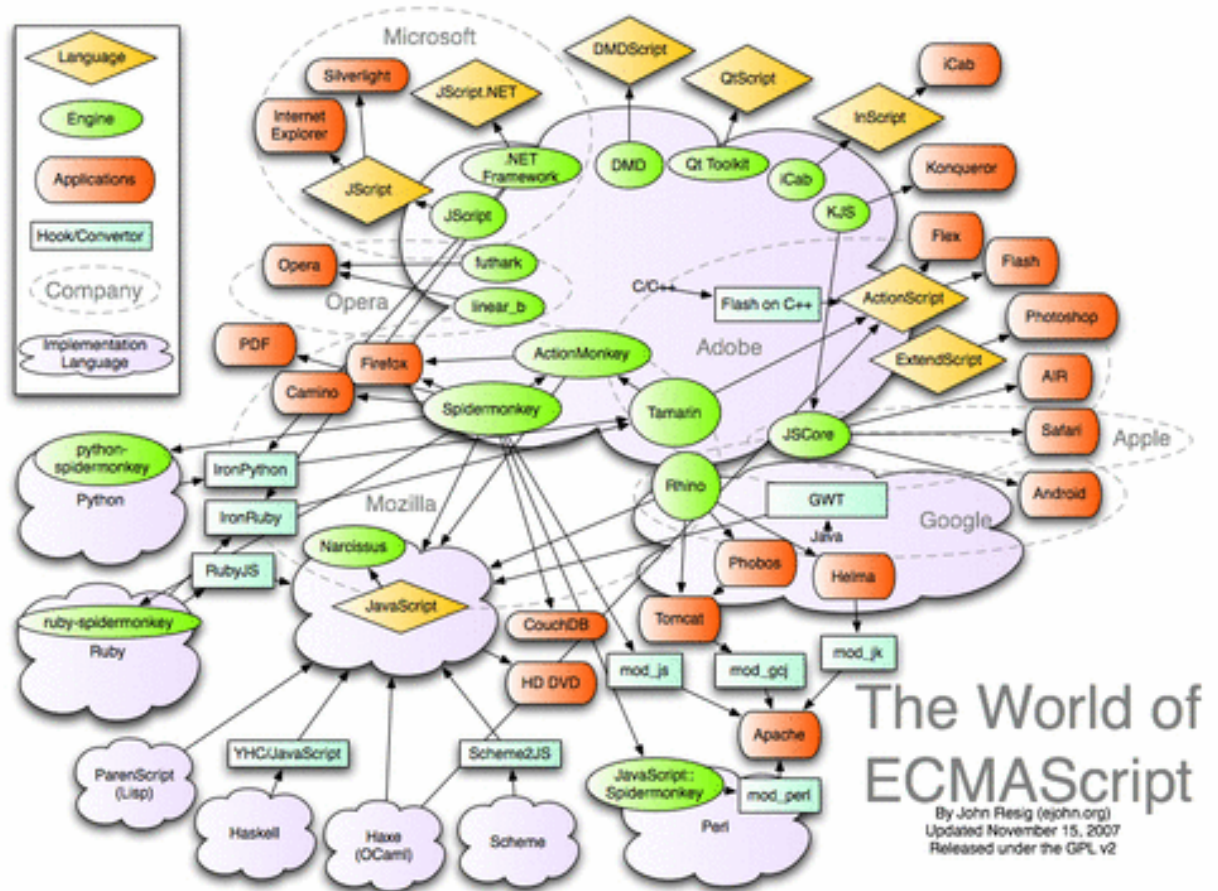 Language
Engine
Applications
Hook/Convertor
Company
Implementation
Language
Microsoft
Silverlight
Internet
Explorer
JScript.NET
.NET
Framework
JScript
JScript
DMDScript
DMD
QtScript
Qt Toolkit
iCab
InScript
iCab
KJS
Konqueror
Opera
Opera
futhark
linear_b
C/C++
Flash on C++
ActionScript
Flex
Flash
Adobe
ExtendScript
Photoshop
PDF
Firefox
ActionMonkey
Camino
Spidermonkey
Tamarin
JSCore
AIR
Safari
Apple
Android
python-
spidermonkey
Python
IronPython
IronRuby
RubyJS
Mozilla
Rhino
GWT
Java
Google
Narcissus
JavaScript
Phobos
Helma
ruby-spidermonkey
Ruby
CouchDB
HD DVD
Tomcat
mod_js
mod_gcj
mod_jk
Apache
ParenScript
(Lisp)
YHC/JavaScript
Haskell
Haxe
(OCaml)
Scheme2JS
Scheme
JavaScript::
Spidermonkey
mod_perl
Perl
The World of
ECMAScript
By John Resig (ejohn.org)
Updated November 15, 2007
Released under the GPL v2